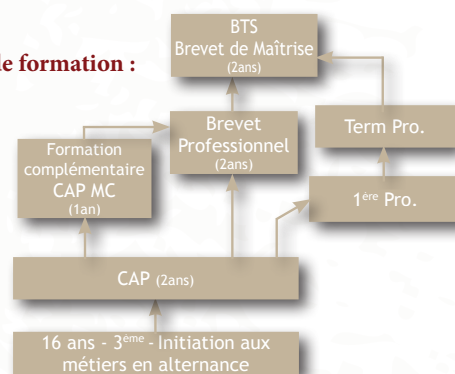 de formation :
BTS
Brevet de Maîtrise
(2ans)
Brevet
Professionnel
(2ans)
Term Pro.
Formation
complémentaire
CAP MC
(1an)
1ère Pro.
CAP (2ans)
16 ans - 3ème - Initiation aux
métiers en alternance